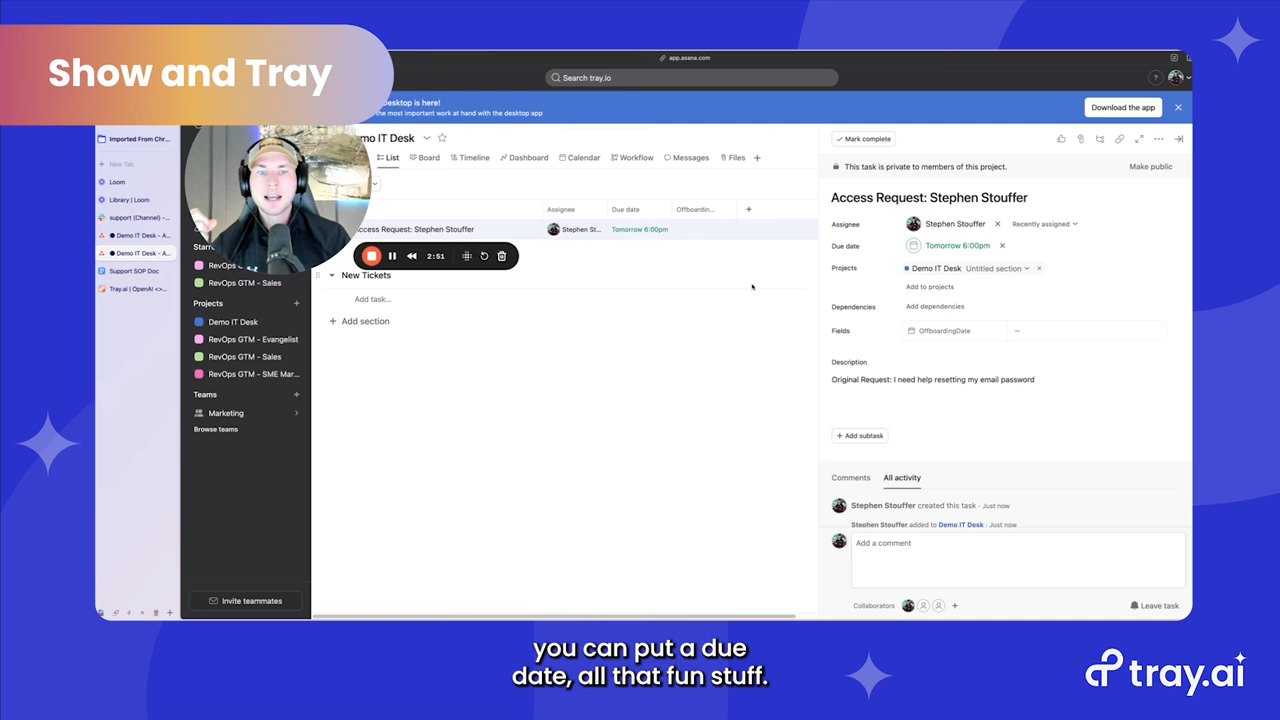 Show and Tray
app.asana.com
Search tray.io
?
esktop is here!
the most important work at hand with the desktop app
Download the app
Imported From Chr...
New Tab
Loom
Library | Loom
support (Channel) -...
Demo IT Desk - A...
Demo IT Desk - A...
Support SOP Doc
Tray.ai | OpenAI <>...
Starr
RevO
RevOps GTM - Sales
Projects
Demo IT Desk
RevOps GTM - Evangelist
RevOps GTM - Sales
RevOps GTM - SME Mar...
Teams
Marketing
Browse teams
Invite teammates
mo IT Desk
List Board Timeline Dashboard Calendar Workflow Messages Files
Assignee Due date Offboardin...
Access Request: Stephen Stouffer Stephen St... Tomorrow 6:00pm
2:51
New Tickets
Add task...
Add section
Mark complete
This task is private to members of this project. Make public
Access Request: Stephen Stouffer
Assignee Stephen Stouffer Recently assigned
Due date Tomorrow 6:00pm
Projects Demo IT Desk Untitled section
Add to projects
Dependencies Add dependencies
Fields OffboardingDate –
Description
Original Request: I need help resetting my email password
Add subtask
Comments All activity
Stephen Stouffer created this task · Just now
Stephen Stouffer added to Demo IT Desk · Just now
Add a comment
Collaborators Leave task
you can put a due
date, all that fun stuff.
tray.ai